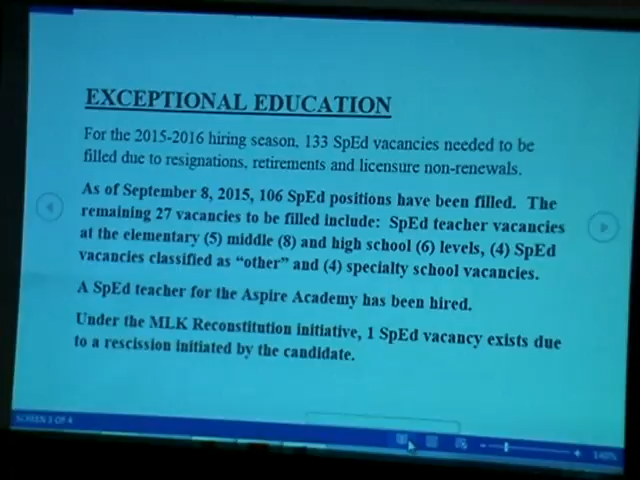 EXCEPTIONAL EDUCATION
For the 2015-2016 hiring season, 133 SpEd vacancies needed to be
filled due to resignations, retirements and licensure non-renewals.
As of September 8, 2015, 106 SpEd positions have been filled. The
remaining 27 vacancies to be filled include: SpEd teacher vacancies
at the elementary (5) middle (8) and high school (6) levels, (4) SpEd
vacancies classified as "other" and (4) specialty school vacancies.
A SpEd teacher for the Aspire Academy has been hired.
Under the MLK Reconstitution initiative, 1 SpEd vacancy exists due
to a rescission initiated by the candidate.
140%